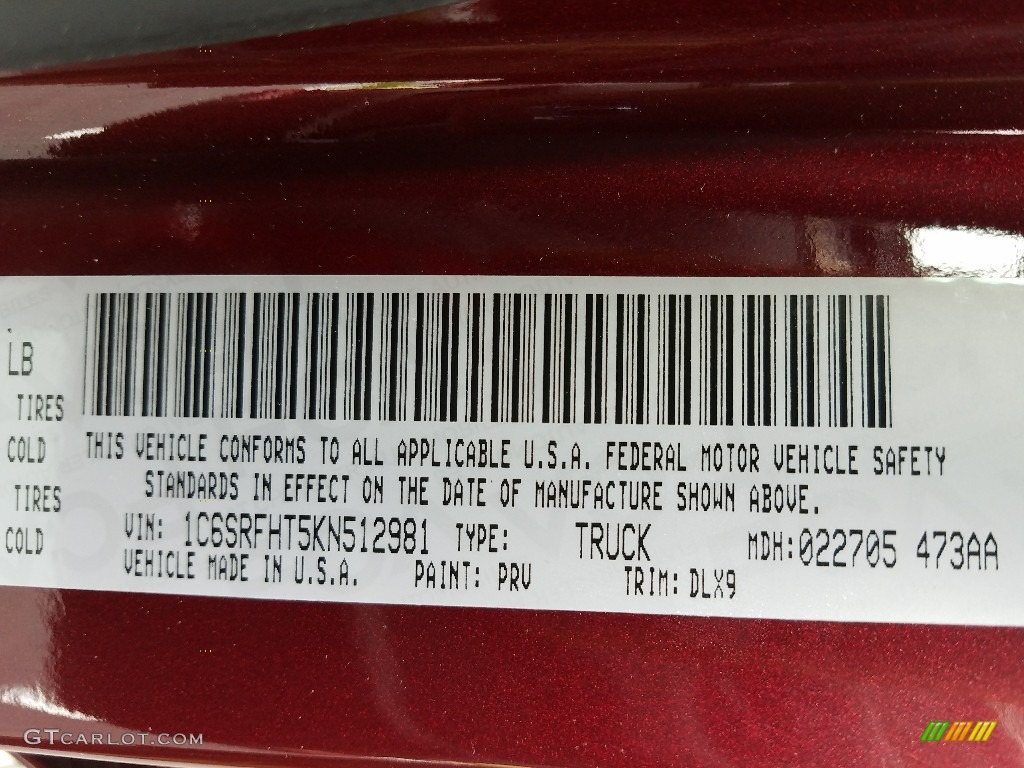 LB
TIRES
COLD
TIRES
COLD
THIS VEHICLE CONFORMS TO ALL APPLICABLE U.S.A. FEDERAL MOTOR VEHICLE SAFETY
STANDARDS IN EFFECT ON THE DATE OF MANUFACTURE SHOWN ABOVE.
VIN: 1C6SRFHT5KN512981 TYPE: TRUCK MDH:022705 473AA
VEHICLE MADE IN U.S.A. PAINT: PRV TRIM: DLX9
GTCARLOT.COM